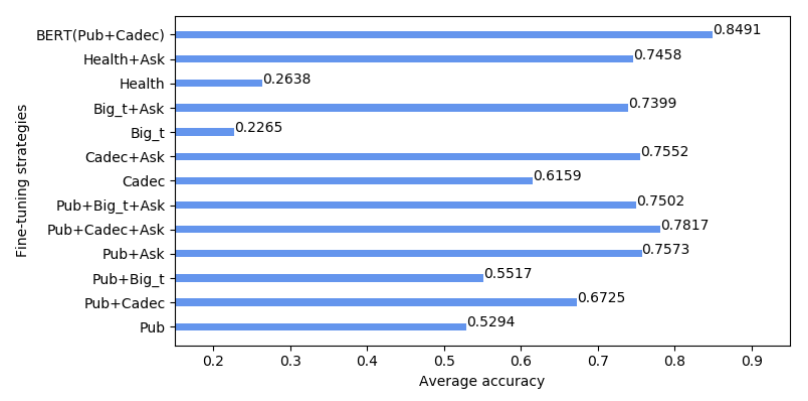 Fine-tuning strategies
BERT(Pub+Cadec) 0.8491
Health+Ask 0.7458
Health 0.2638
Big_t+Ask 0.7399
Big_t 0.2265
Cadec+Ask 0.7552
Cadec 0.6159
Pub+Big_t+Ask 0.7502
Pub+Cadec+Ask 0.7817
Pub+Ask 0.7573
Pub+Big_t 0.5517
Pub+Cadec 0.6725
Pub 0.5294
0.2 0.3 0.4 0.5 0.6 0.7 0.8 0.9
Average accuracy